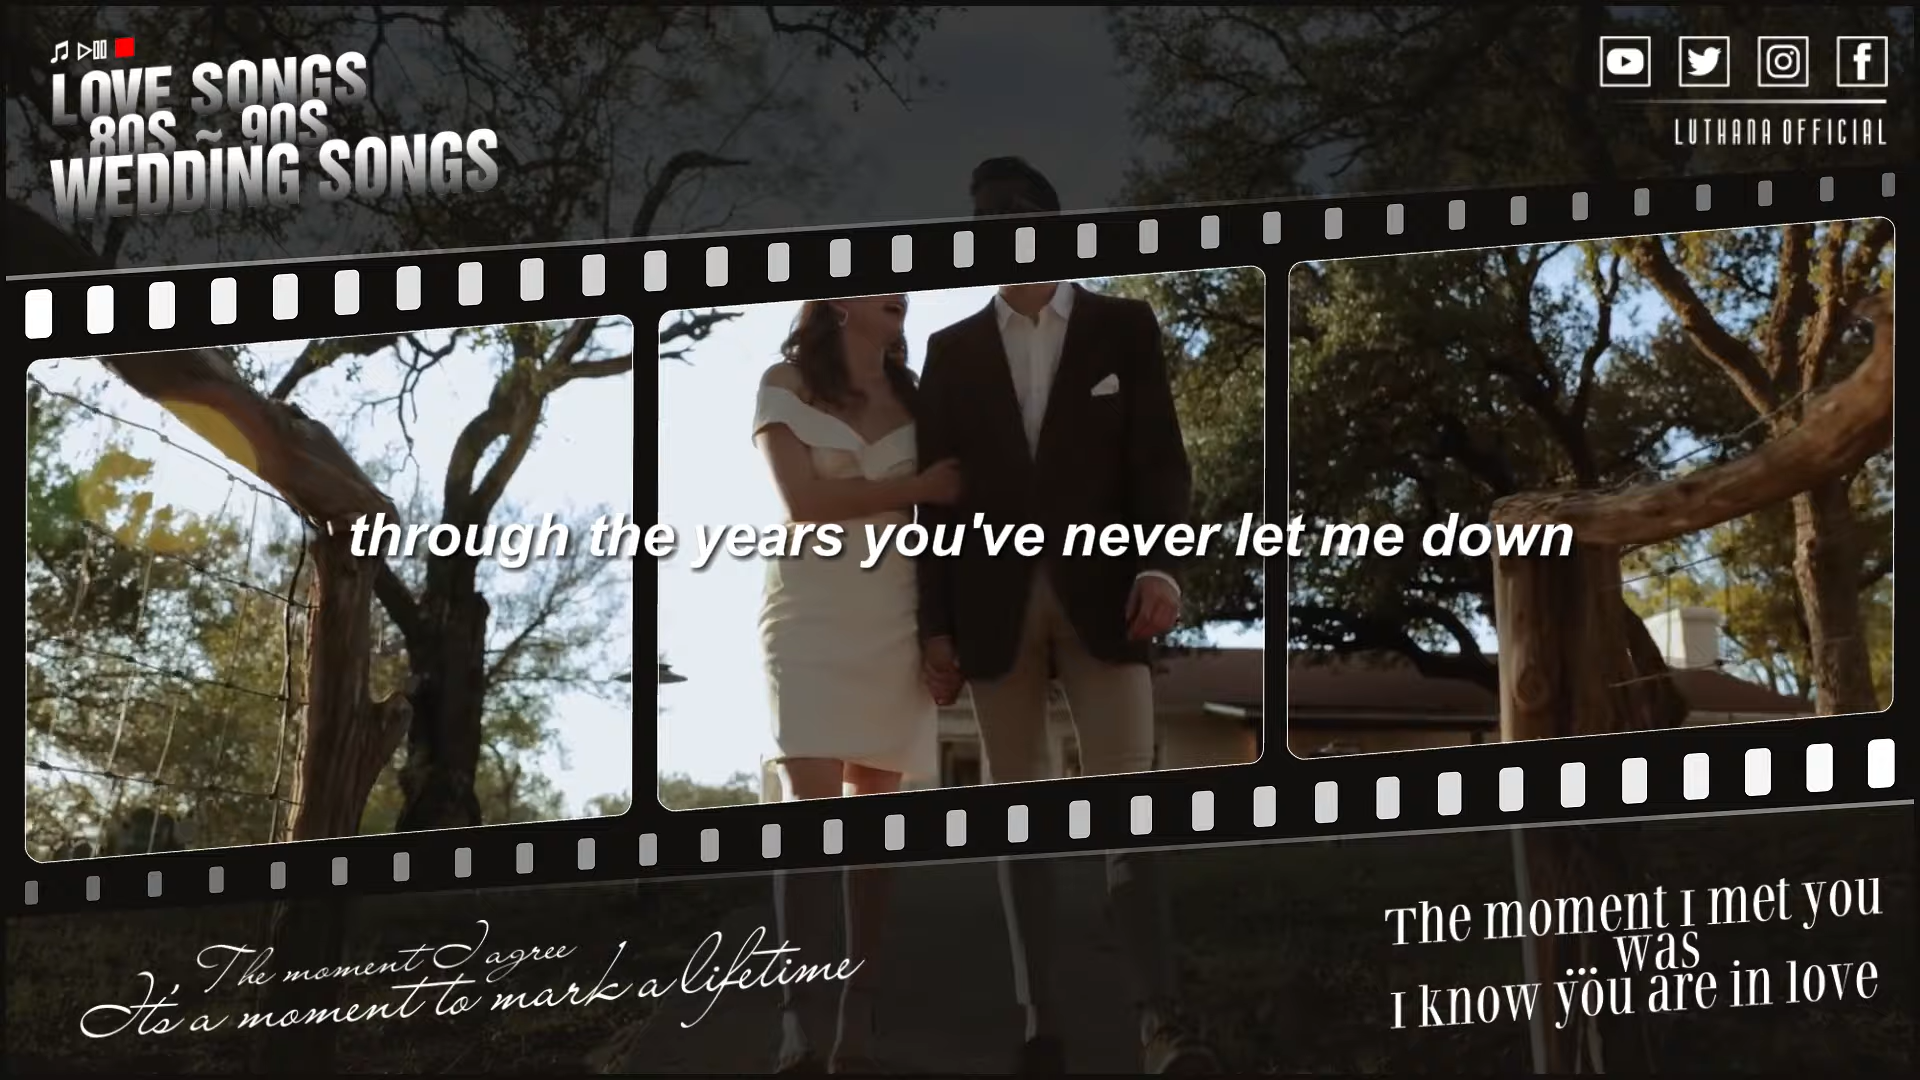 LOVE SONGS
80S ~ 90S
WEDDING SONGS
LUTHANA OFFICIAL
through the years you've never let me down
The moment I agree
It's a moment to mark a lifetime
The moment I met you
was
I know you are in love